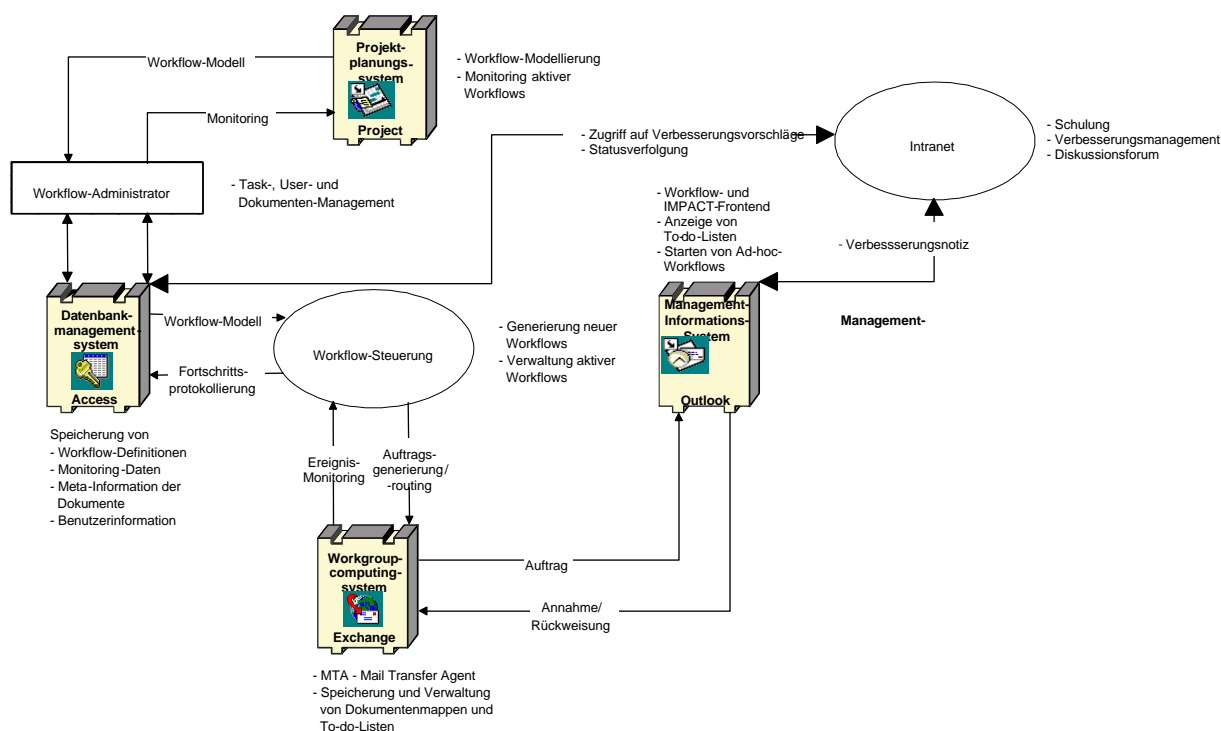 Projekt-
planungs-
system
Project
Workflow-Modell
- Workflow-Modellierung
- Monitoring aktiver
Workflows
Monitoring
- Zugriff auf Verbesserungsvorschläge
- Statusverfolgung
Intranet
- Schulung
- Verbesserungsmanagement
- Diskussionsforum
Workflow-Administrator
- Task-, User- und
Dokumenten-Management
- Workflow- und
IMPACT-Frontend
- Anzeige von
To-do-Listen
- Starten von Ad-hoc-
Workflows
- Verbessserungsnotiz
Datenbank-
management-
system
Access
Workflow-Modell
Fortschritts-
protokollierung
Workflow-Steuerung
- Generierung neuer
Workflows
- Verwaltung aktiver
Workflows
Management-
Informations-
System
Outlook
Management-
Speicherung von
- Workflow-Definitionen
- Monitoring-Daten
- Meta-Information der
Dokumente
- Benutzerinformation
Ereignis-
Monitoring
Auftrags-
generierung/
-routing
Workgroup-
computing-
system
Exchange
Auftrag
Annahme/
Rückweisung
- MTA - Mail Transfer Agent
- Speicherung und Verwaltung
von Dokumentenmappen und
To-do-Listen